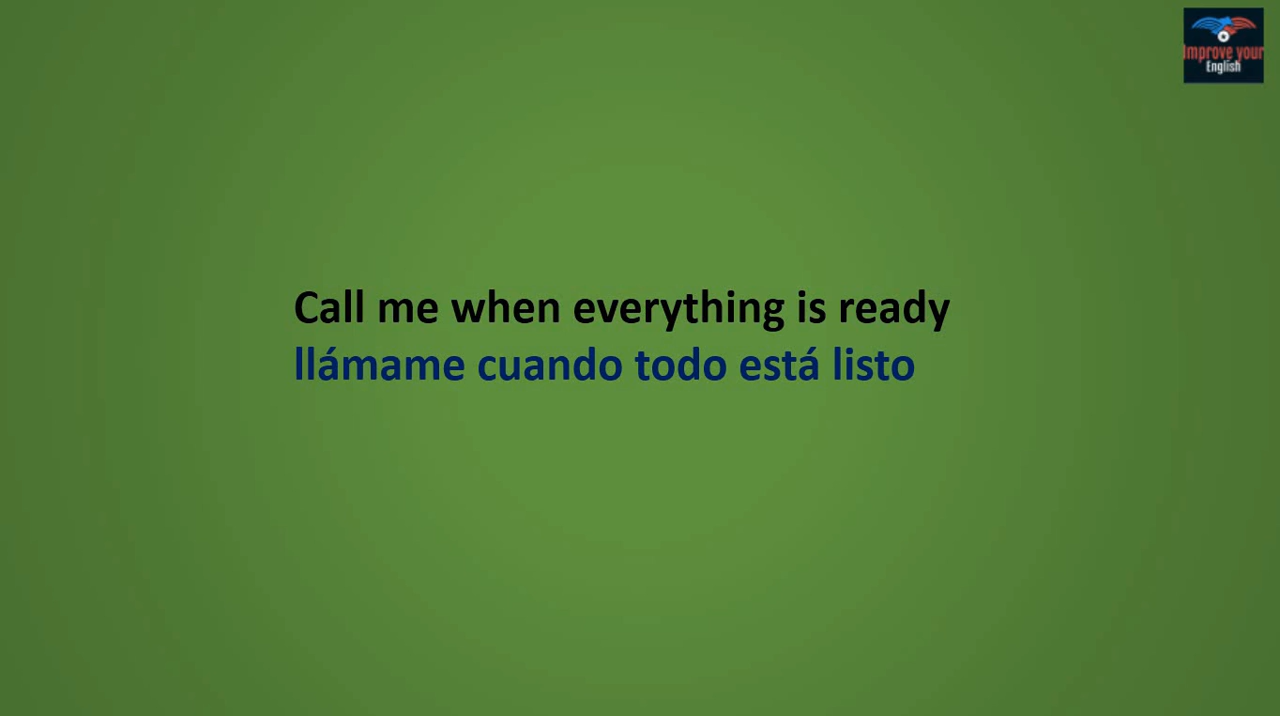 Improve your
English
Call me when everything is ready
llámame cuando todo está listo